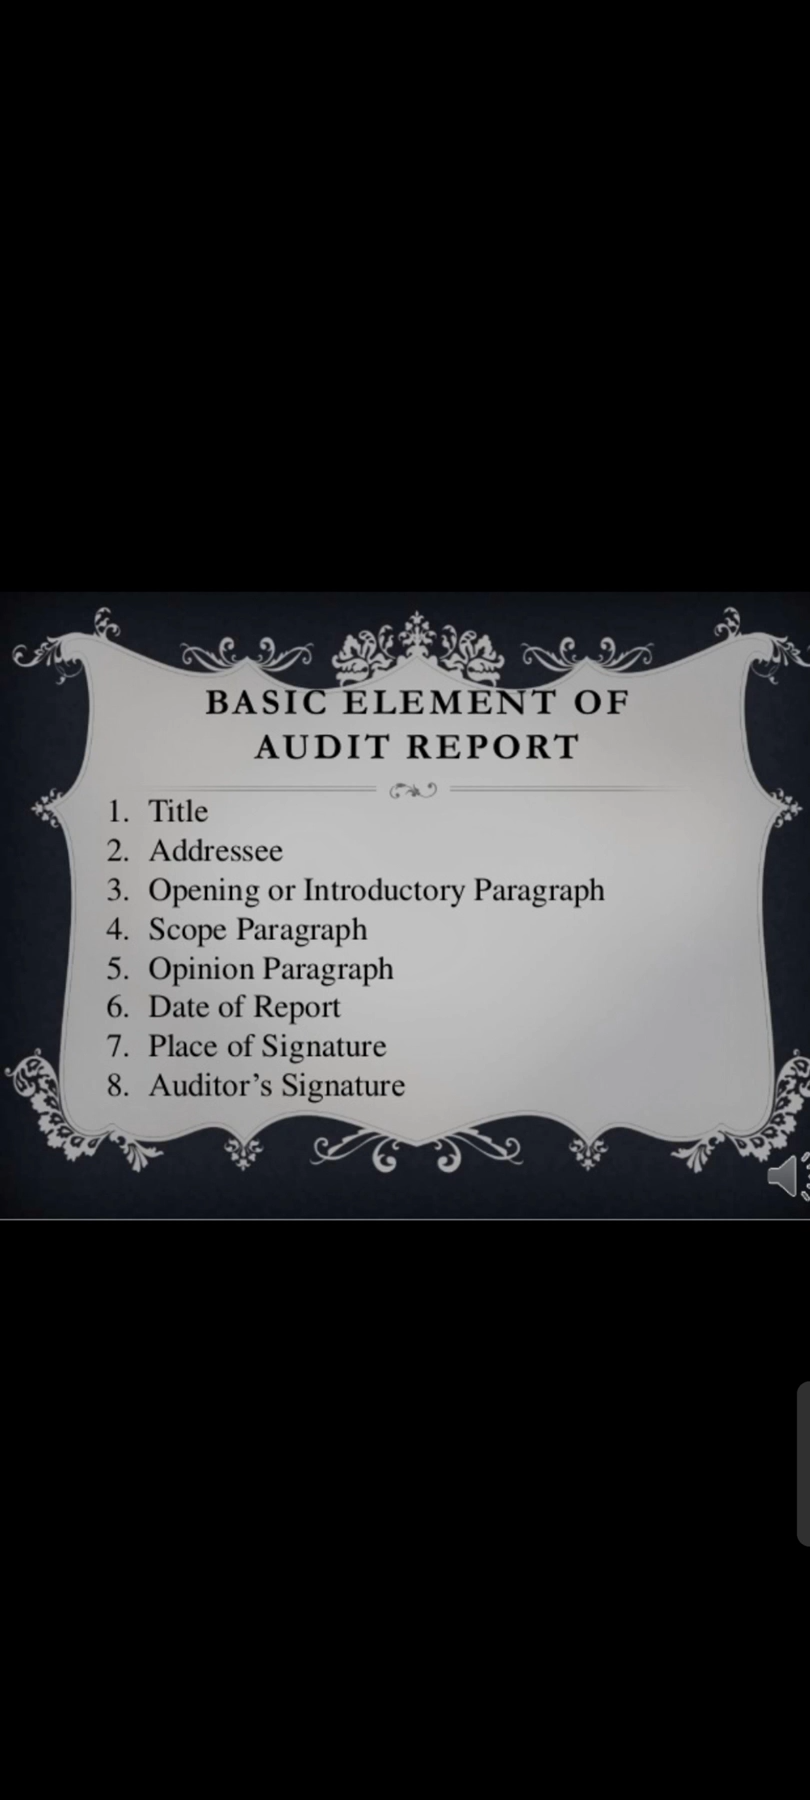 BASIC ELEMENT OF
AUDIT REPORT
1. Title
2. Addressee
3. Opening or Introductory Paragraph
4. Scope Paragraph
5. Opinion Paragraph
6. Date of Report
7. Place of Signature
8. Auditor’s Signature